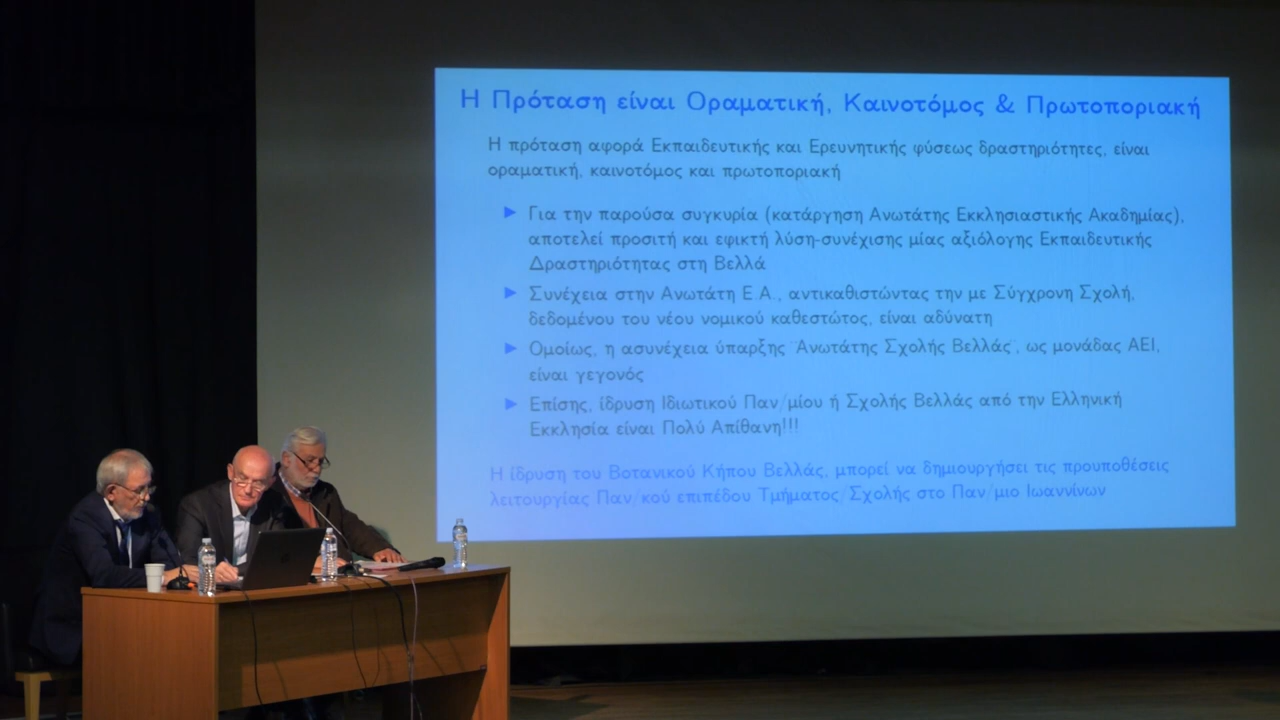 Η Πρόταση είναι Οραματική, Καινοτόμος & Πρωτοποριακή
Η πρόταση αφορά Εκπαιδευτικής και Ερευνητικής φύσεως δραστηριότητες, είναι
οραματική, καινοτόμος και πρωτοποριακή
Για την παρούσα συγκυρία (κατάργηση Ανωτάτης Εκκλησιαστικής Ακαδημίας),
αποτελεί προσιτή και εφικτή λύση-συνέχισης μίας αξιόλογης Εκπαιδευτικής
Δραστηριότητας στη Βελλά
Συνέχεια στην Ανωτάτη Ε.Α., αντικαθιστώντας την με Σύγχρονη Σχολή,
δεδομένου του νέου νομικού καθεστώτος, είναι αδύνατη
Ομοίως, η ασυνέχεια ύπαρξης ¨Ανωτάτης Σχολής Βελλάς¨, ως μονάδας ΑΕΙ,
είναι γεγονός
Επίσης, ίδρυση Ιδιωτικού Παν/μίου ή Σχολής Βελλάς από την Ελληνική
Εκκλησία είναι Πολύ Απίθανη!!!
Η ίδρυση του Βοτανικού Κήπου Βελλάς, μπορεί να δημιουργήσει τις προυποθέσεις
λειτουργίας Παν/κού επιπέδου Τμήματος/Σχολής στο Παν/μιο Ιωαννίνων